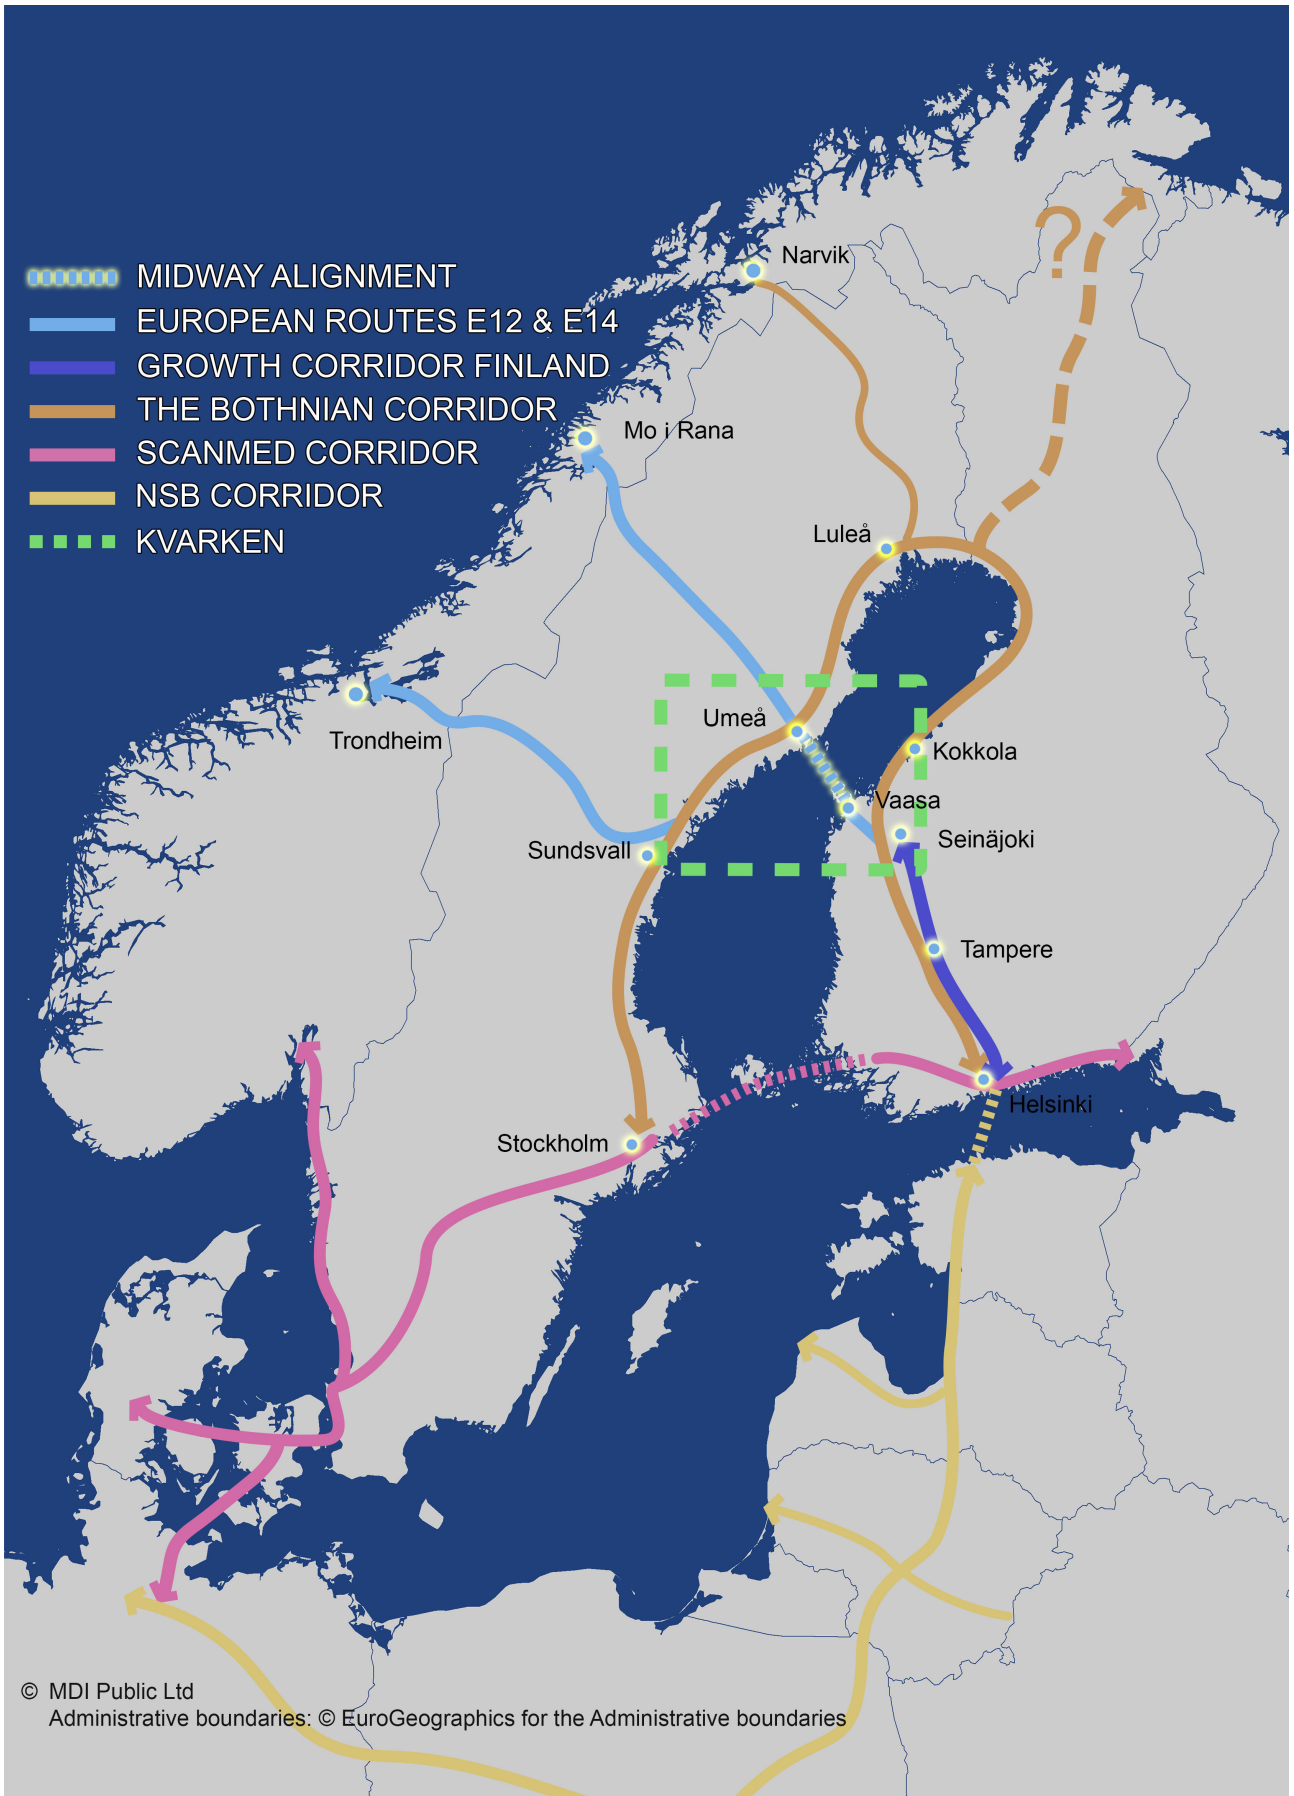 Narvik
MIDWAY ALIGNMENT
EUROPEAN ROUTES E12 & E14
GROWTH CORRIDOR FINLAND
THE BOTHNIAN CORRIDOR
SCANMED CORRIDOR
NSB CORRIDOR
KVARKEN
?
Mo i Rana
Luleå
Umeå
Trondheim
Kokkola
Vaasa
Seinäjoki
Sundsvall
Tampere
Helsinki
Stockholm
© MDI Public Ltd
Administrative boundaries: © EuroGeographics for the Administrative boundaries